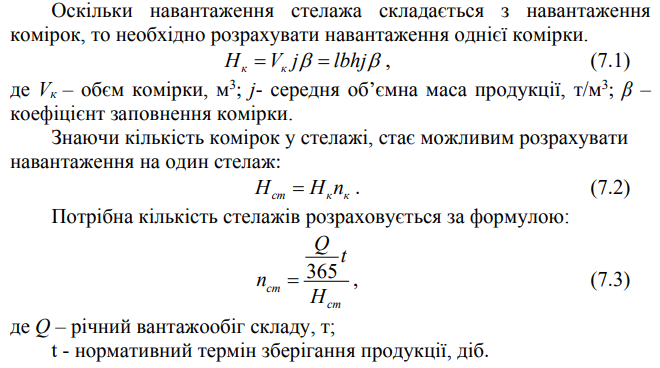 Оскільки навантаження стелажа складається з навантаження
комірок, то необхідно розрахувати навантаження однієї комірки.
Hк = Vк jβ = lbhjβ , (7.1)
де Vк – обєм комірки, м³; j- середня об’ємна маса продукції, т/м³; β –
коефіцієнт заповнення комірки.
Знаючи кількість комірок у стелажі, стає можливим розрахувати
навантаження на один стелаж:
Hст = Hк nк . (7.2)
Потрібна кількість стелажів розраховується за формулою:
Q
365 t
nст = , (7.3)
Hст
де Q – річний вантажообіг складу, т;
t - нормативний термін зберігання продукції, діб.